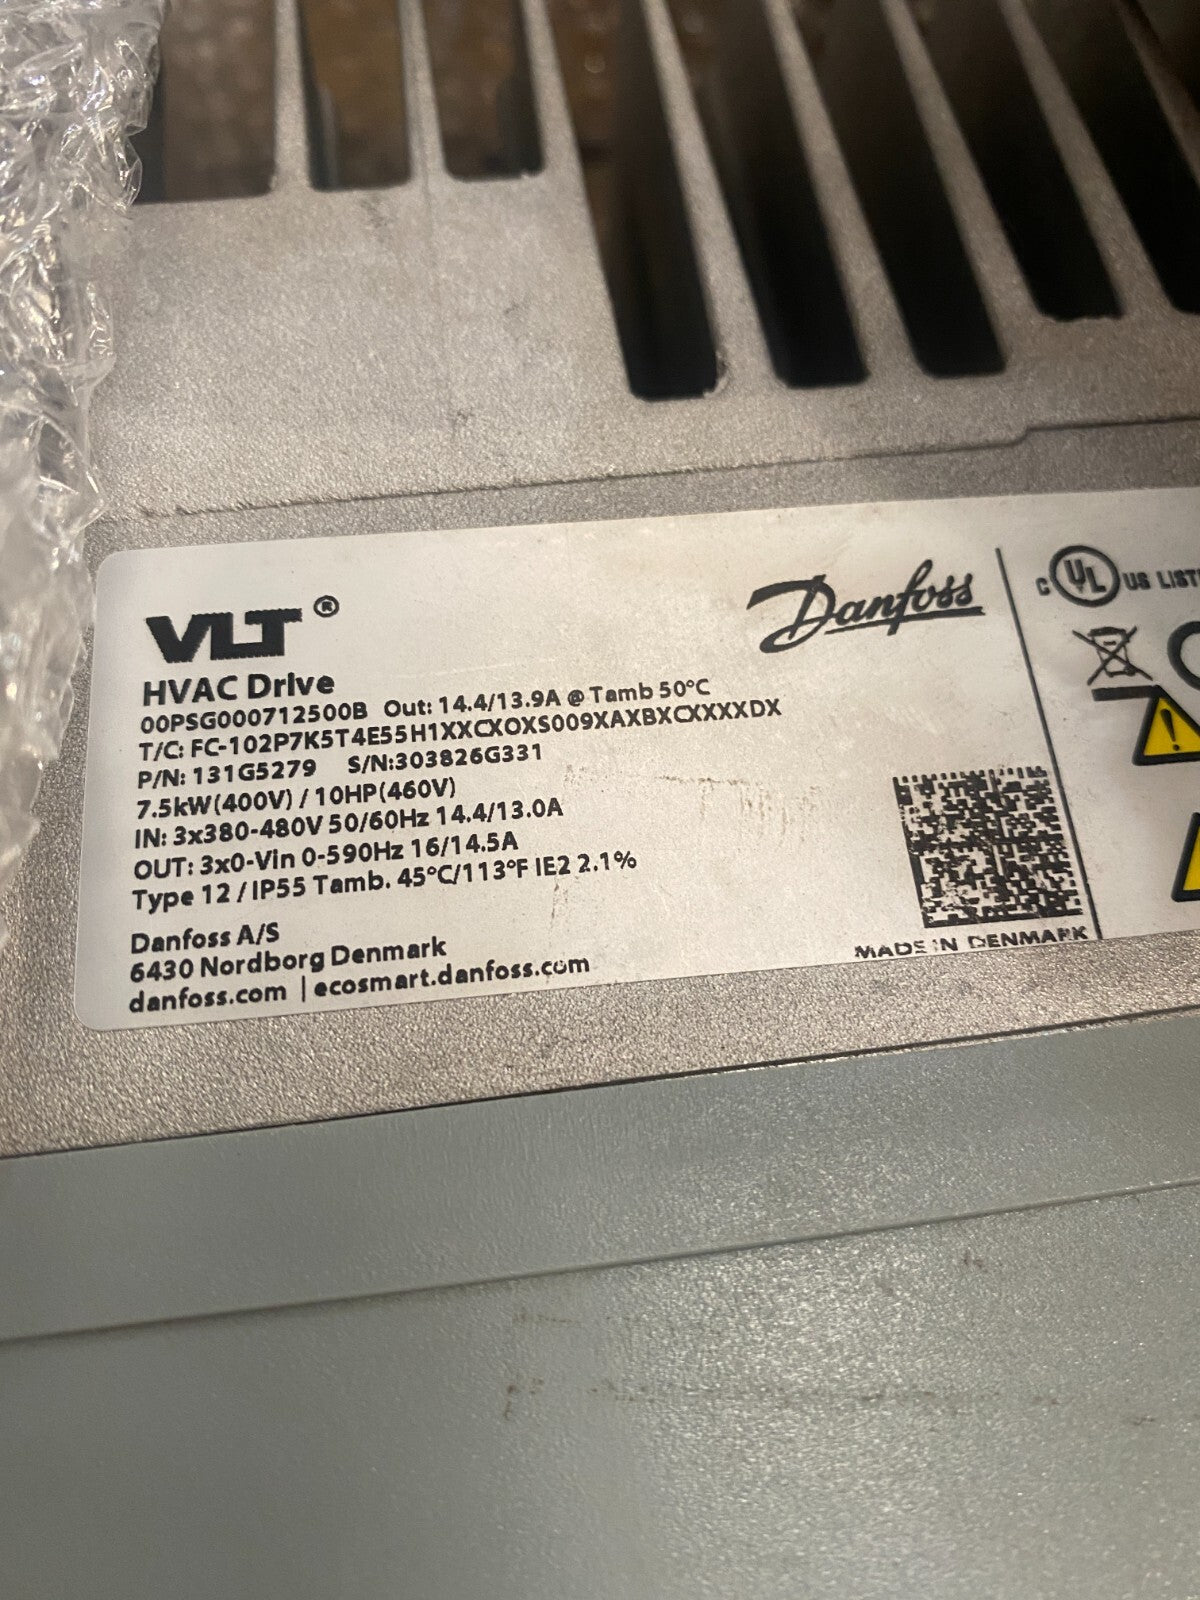 VLT®
Danfoss
HVAC Drive
00PSG000712500B Out: 14.4/13.9A @ Tamb 50°C
T/C: FC-102P7K5T4E55H1XXCXOXS009XAXBXCXXXXDX
P/N: 131G5279 S/N:303826G331
7.5kW(400V) / 10HP(460V)
IN: 3x380-480V 50/60Hz 14.4/13.0A
OUT: 3x0-Vin 0-590Hz 16/14.5A
Type 12 / IP55 Tamb. 45°C/113°F IE2 2.1%
Danfoss A/S
6430 Nordborg Denmark
danfoss.com | ecosmart.danfoss.com
MADE IN DENMARK
C UL US